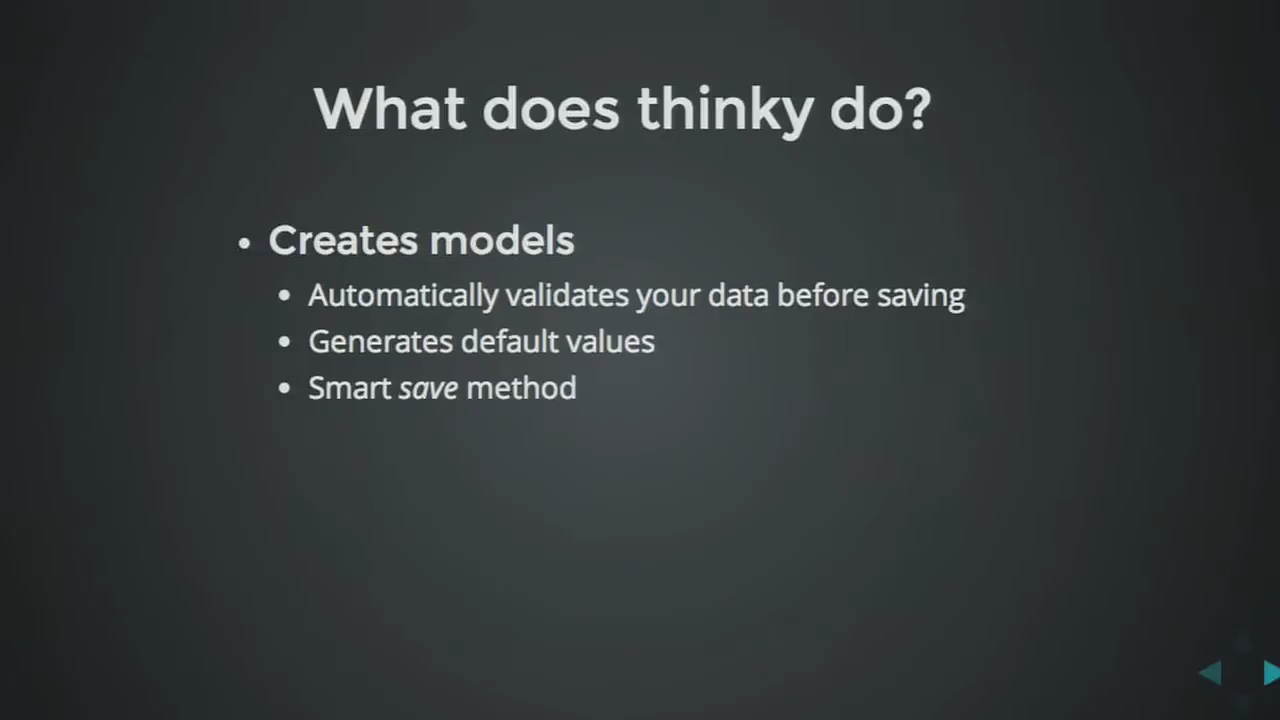 What does thinky do?
• Creates models
• Automatically validates your data before saving
• Generates default values
• Smart save method